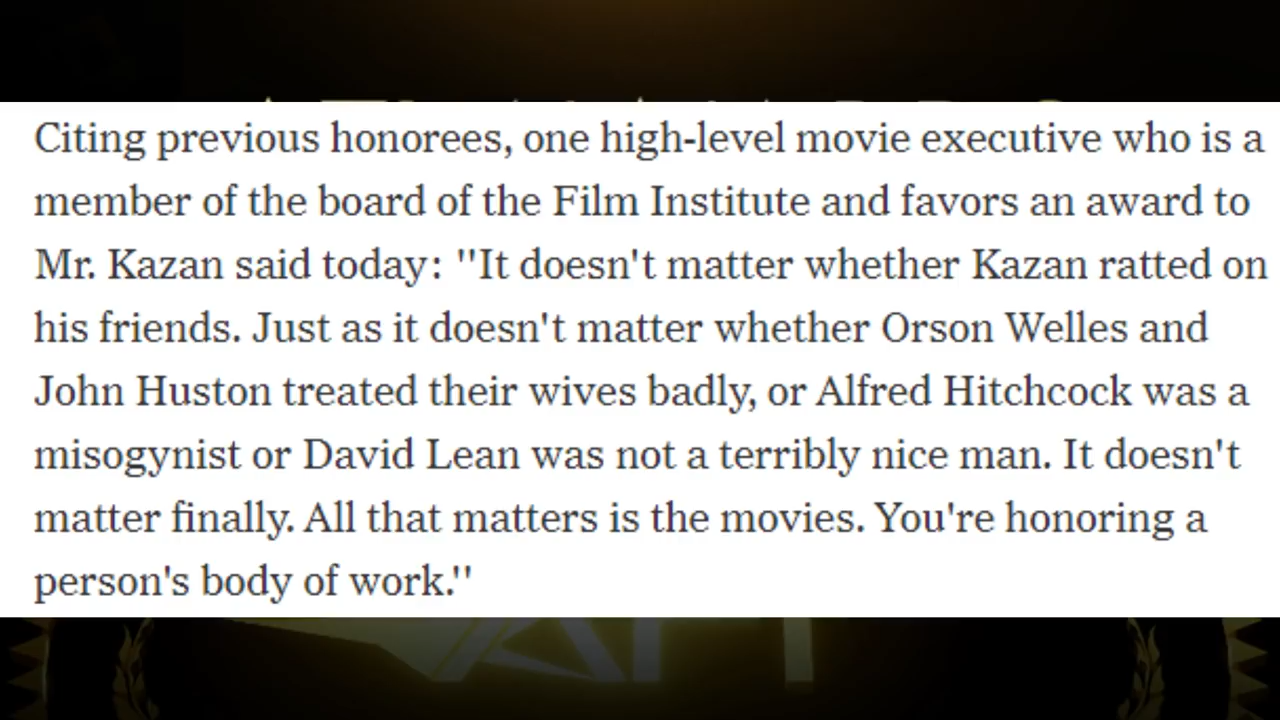 Citing previous honorees, one high-level movie executive who is a
member of the board of the Film Institute and favors an award to
Mr. Kazan said today: ''It doesn't matter whether Kazan ratted on
his friends. Just as it doesn't matter whether Orson Welles and
John Huston treated their wives badly, or Alfred Hitchcock was a
misogynist or David Lean was not a terribly nice man. It doesn't
matter finally. All that matters is the movies. You're honoring a
person's body of work.''
AFI